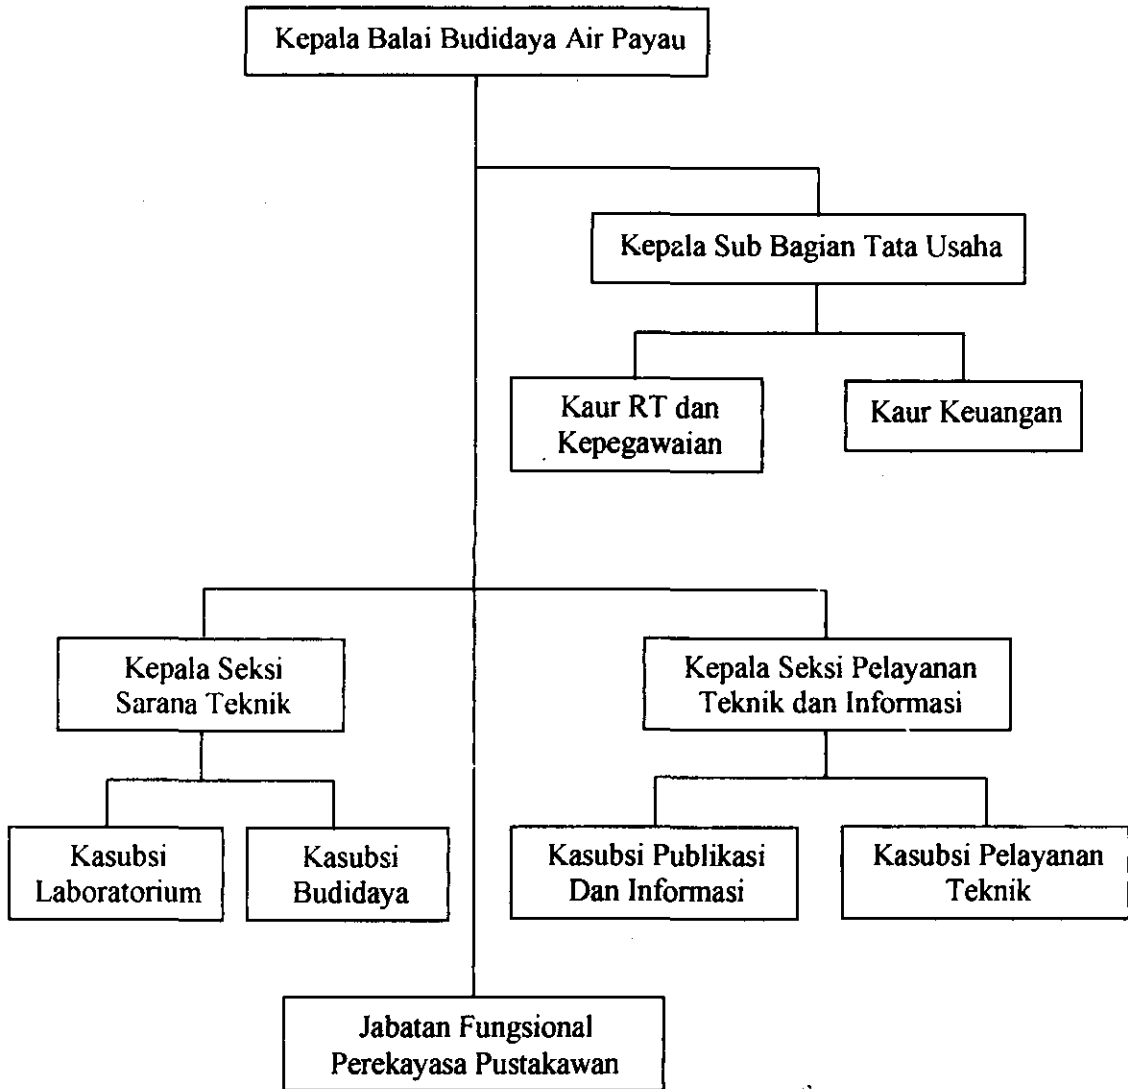 Kepala Balai Budidaya Air Payau
Kepala Sub Bagian Tata Usaha
Kaur RT dan
Kepegawaian
Kaur Keuangan
Kepala Seksi
Sarana Teknik
Kepala Seksi Pelayanan
Teknik dan Informasi
Kasubsi
Laboratorium
Kasubsi
Budidaya
Kasubsi Publikasi
Dan Informasi
Kasubsi Pelayanan
Teknik
Jabatan Fungsional
Perekayasa Pustakawan